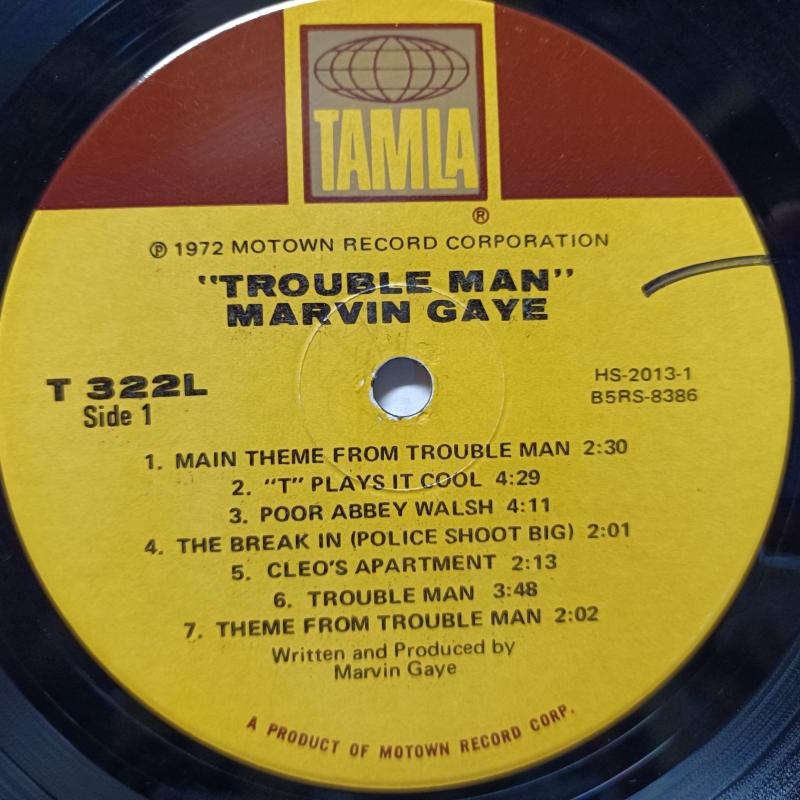 TAMLA
®
℗ 1972 MOTOWN RECORD CORPORATION
"TROUBLE MAN"
MARVIN GAYE
T 322L
Side 1
HS-2013-1
B5RS-8386
1. MAIN THEME FROM TROUBLE MAN 2:30
2. "T" PLAYS IT COOL 4:29
3. POOR ABBEY WALSH 4:11
4. THE BREAK IN (POLICE SHOOT BIG) 2:01
5. CLEO'S APARTMENT 2:13
6. TROUBLE MAN 3:48
7. THEME FROM TROUBLE MAN 2:02
Written and Produced by
Marvin Gaye
A PRODUCT OF MOTOWN RECORD CORP.